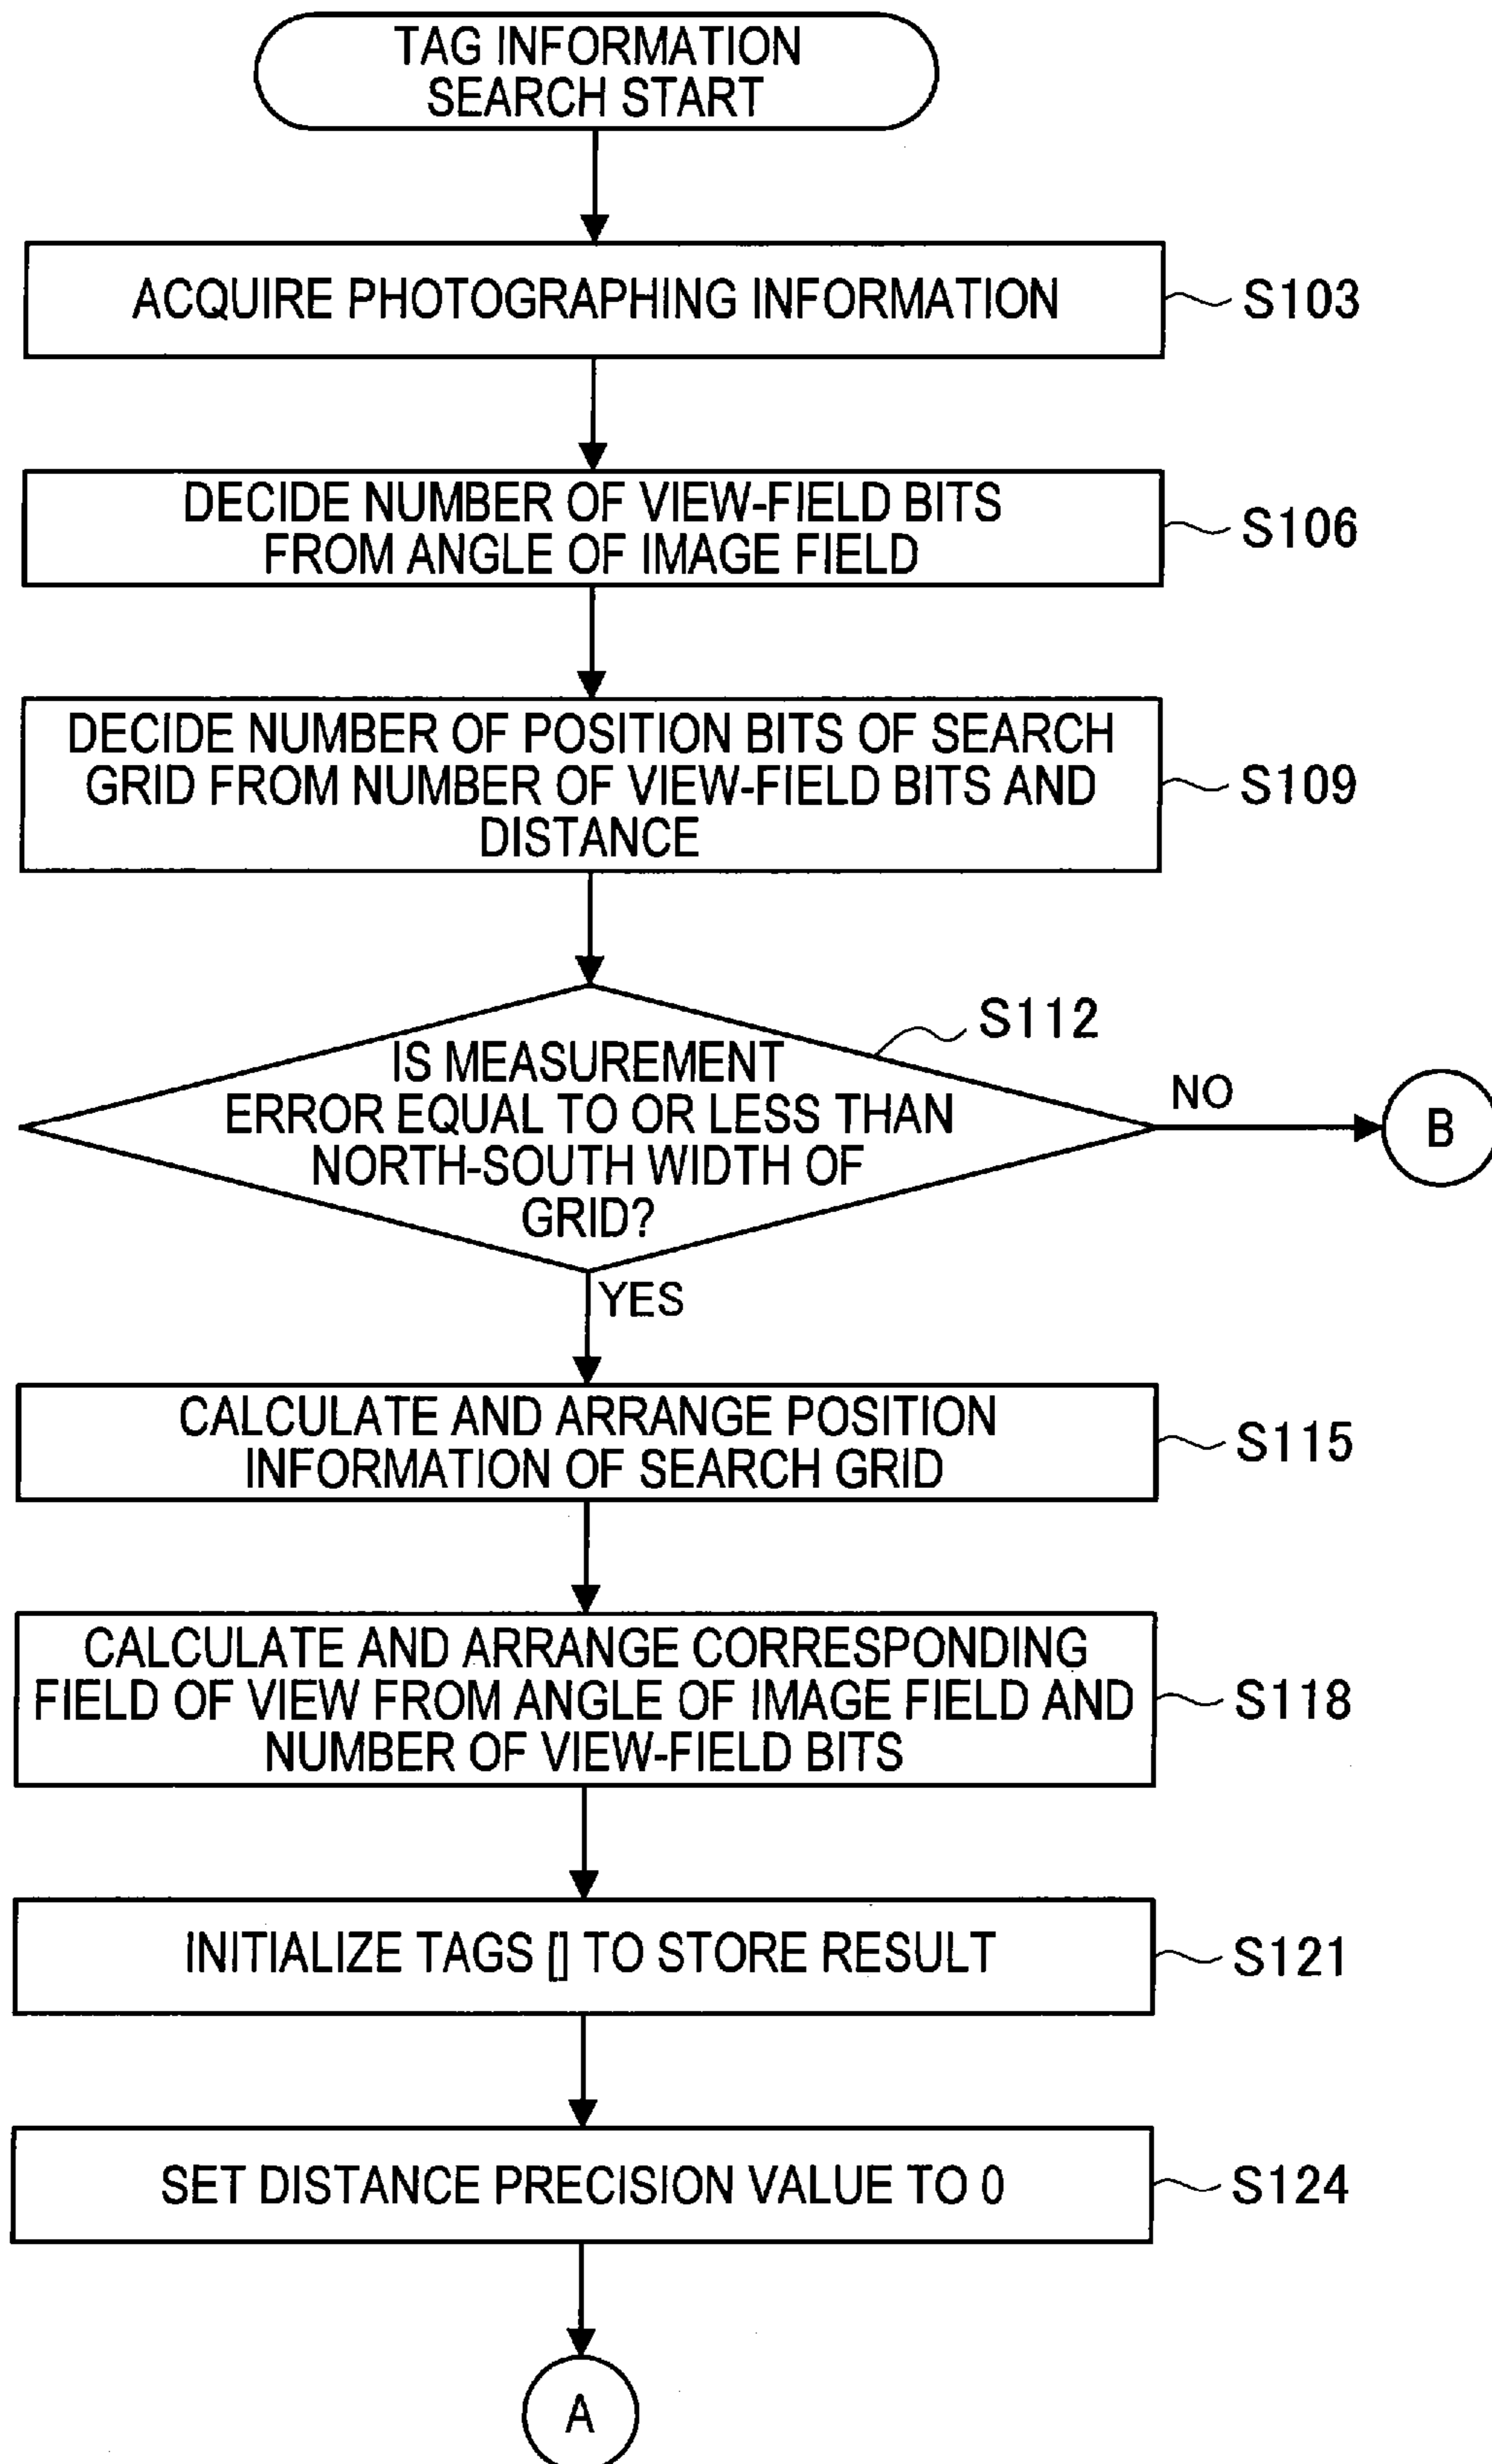 TAG INFORMATION
SEARCH START
ACQUIRE PHOTOGRAPHING INFORMATION
S103
DECIDE NUMBER OF VIEW-FIELD BITS
FROM ANGLE OF IMAGE FIELD
S106
DECIDE NUMBER OF POSITION BITS OF SEARCH
GRID FROM NUMBER OF VIEW-FIELD BITS AND
DISTANCE
S109
S112
IS MEASUREMENT
ERROR EQUAL TO OR LESS THAN
NORTH-SOUTH WIDTH OF
GRID?
NO
B
YES
CALCULATE AND ARRANGE POSITION
INFORMATION OF SEARCH GRID
S115
CALCULATE AND ARRANGE CORRESPONDING
FIELD OF VIEW FROM ANGLE OF IMAGE FIELD AND
NUMBER OF VIEW-FIELD BITS
S118
INITIALIZE TAGS [] TO STORE RESULT
S121
SET DISTANCE PRECISION VALUE TO 0
S124
A